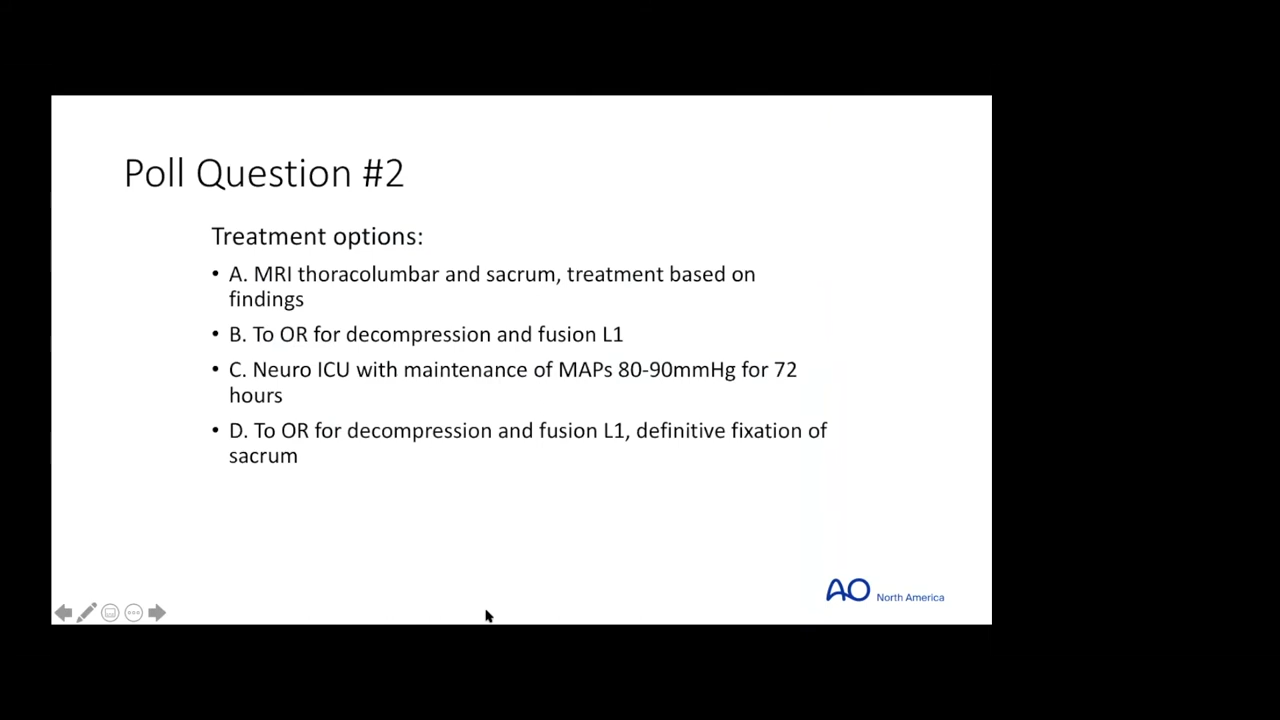 Poll Question #2
Treatment options:
• A. MRI thoracolumbar and sacrum, treatment based on
findings
• B. To OR for decompression and fusion L1
• C. Neuro ICU with maintenance of MAPs 80-90mmHg for 72
hours
• D. To OR for decompression and fusion L1, definitive fixation of
sacrum
AO North America